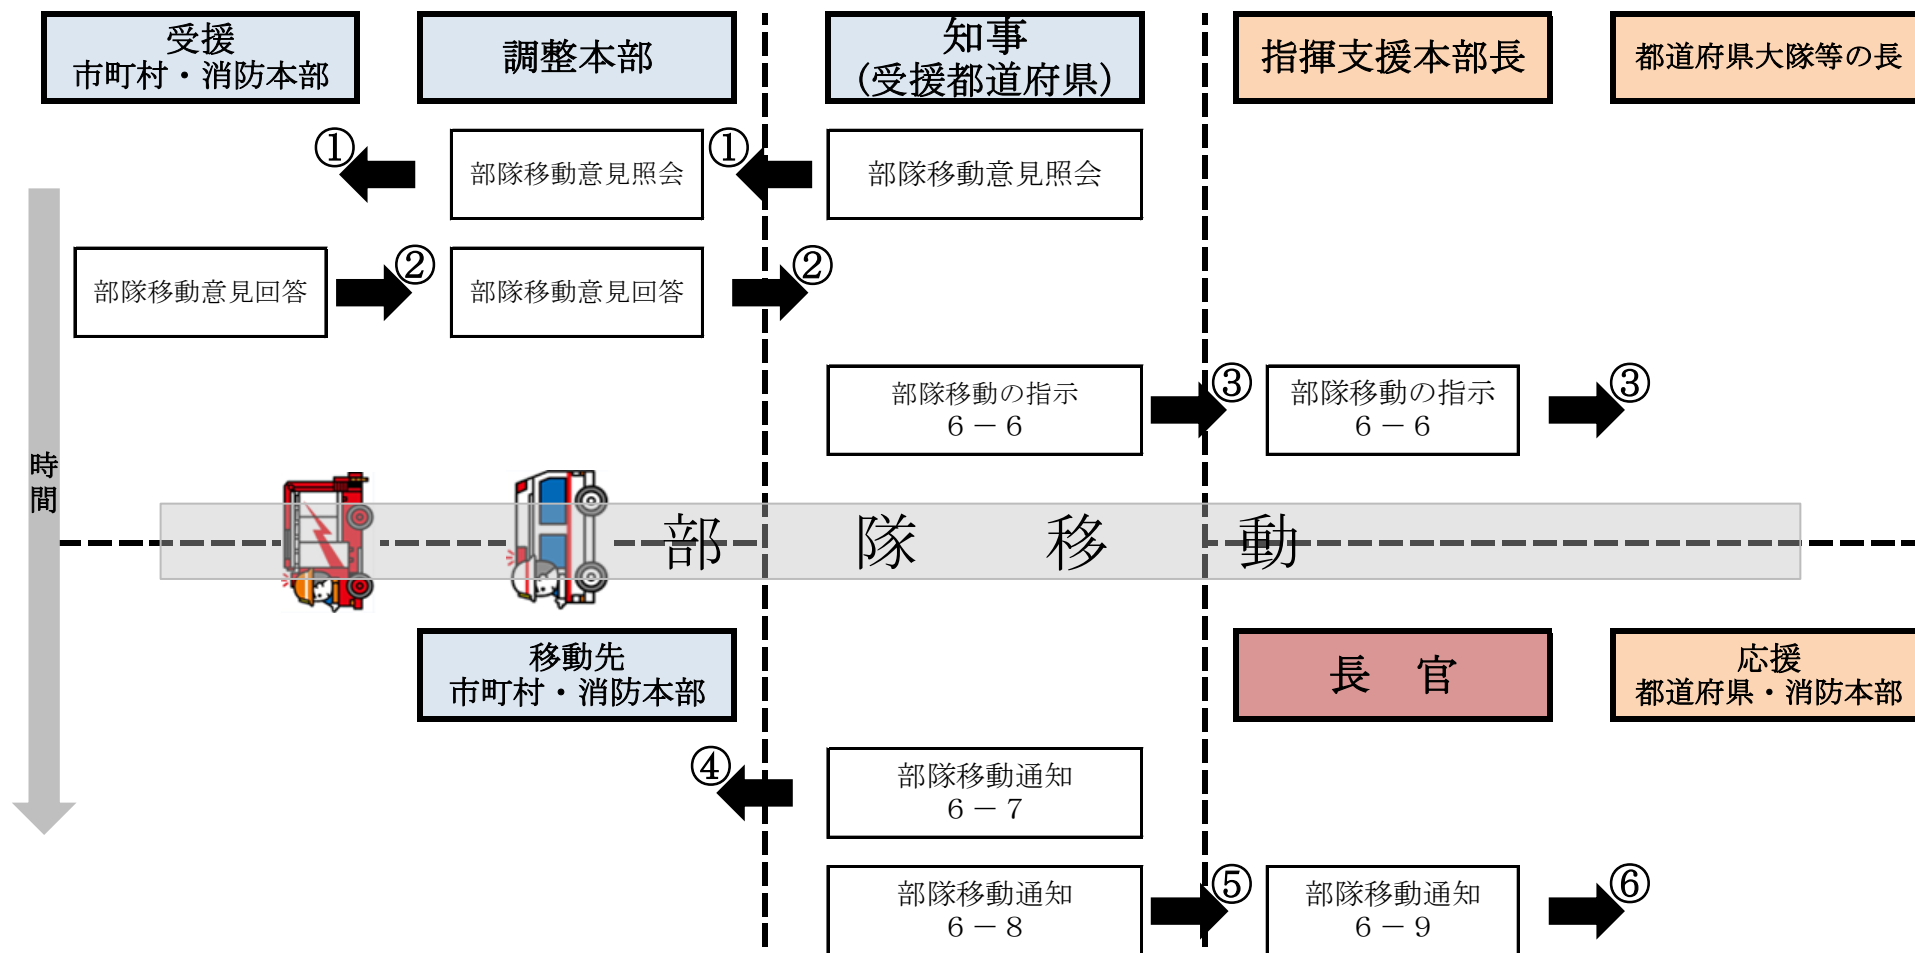 受援
市町村・消防本部
調整本部
知事
(受援都道府県)
指揮支援本部長
都道府県大隊等の長
①
部隊移動意見照会
①
部隊移動意見照会
部隊移動意見回答
②
部隊移動意見回答
②
部隊移動の指示
６－６
③
部隊移動の指示
６－６
③
時間
部隊移動
移動先
市町村・消防本部
長官
応援
都道府県・消防本部
④
部隊移動通知
６－７
部隊移動通知
６－８
⑤
部隊移動通知
６－９
⑥